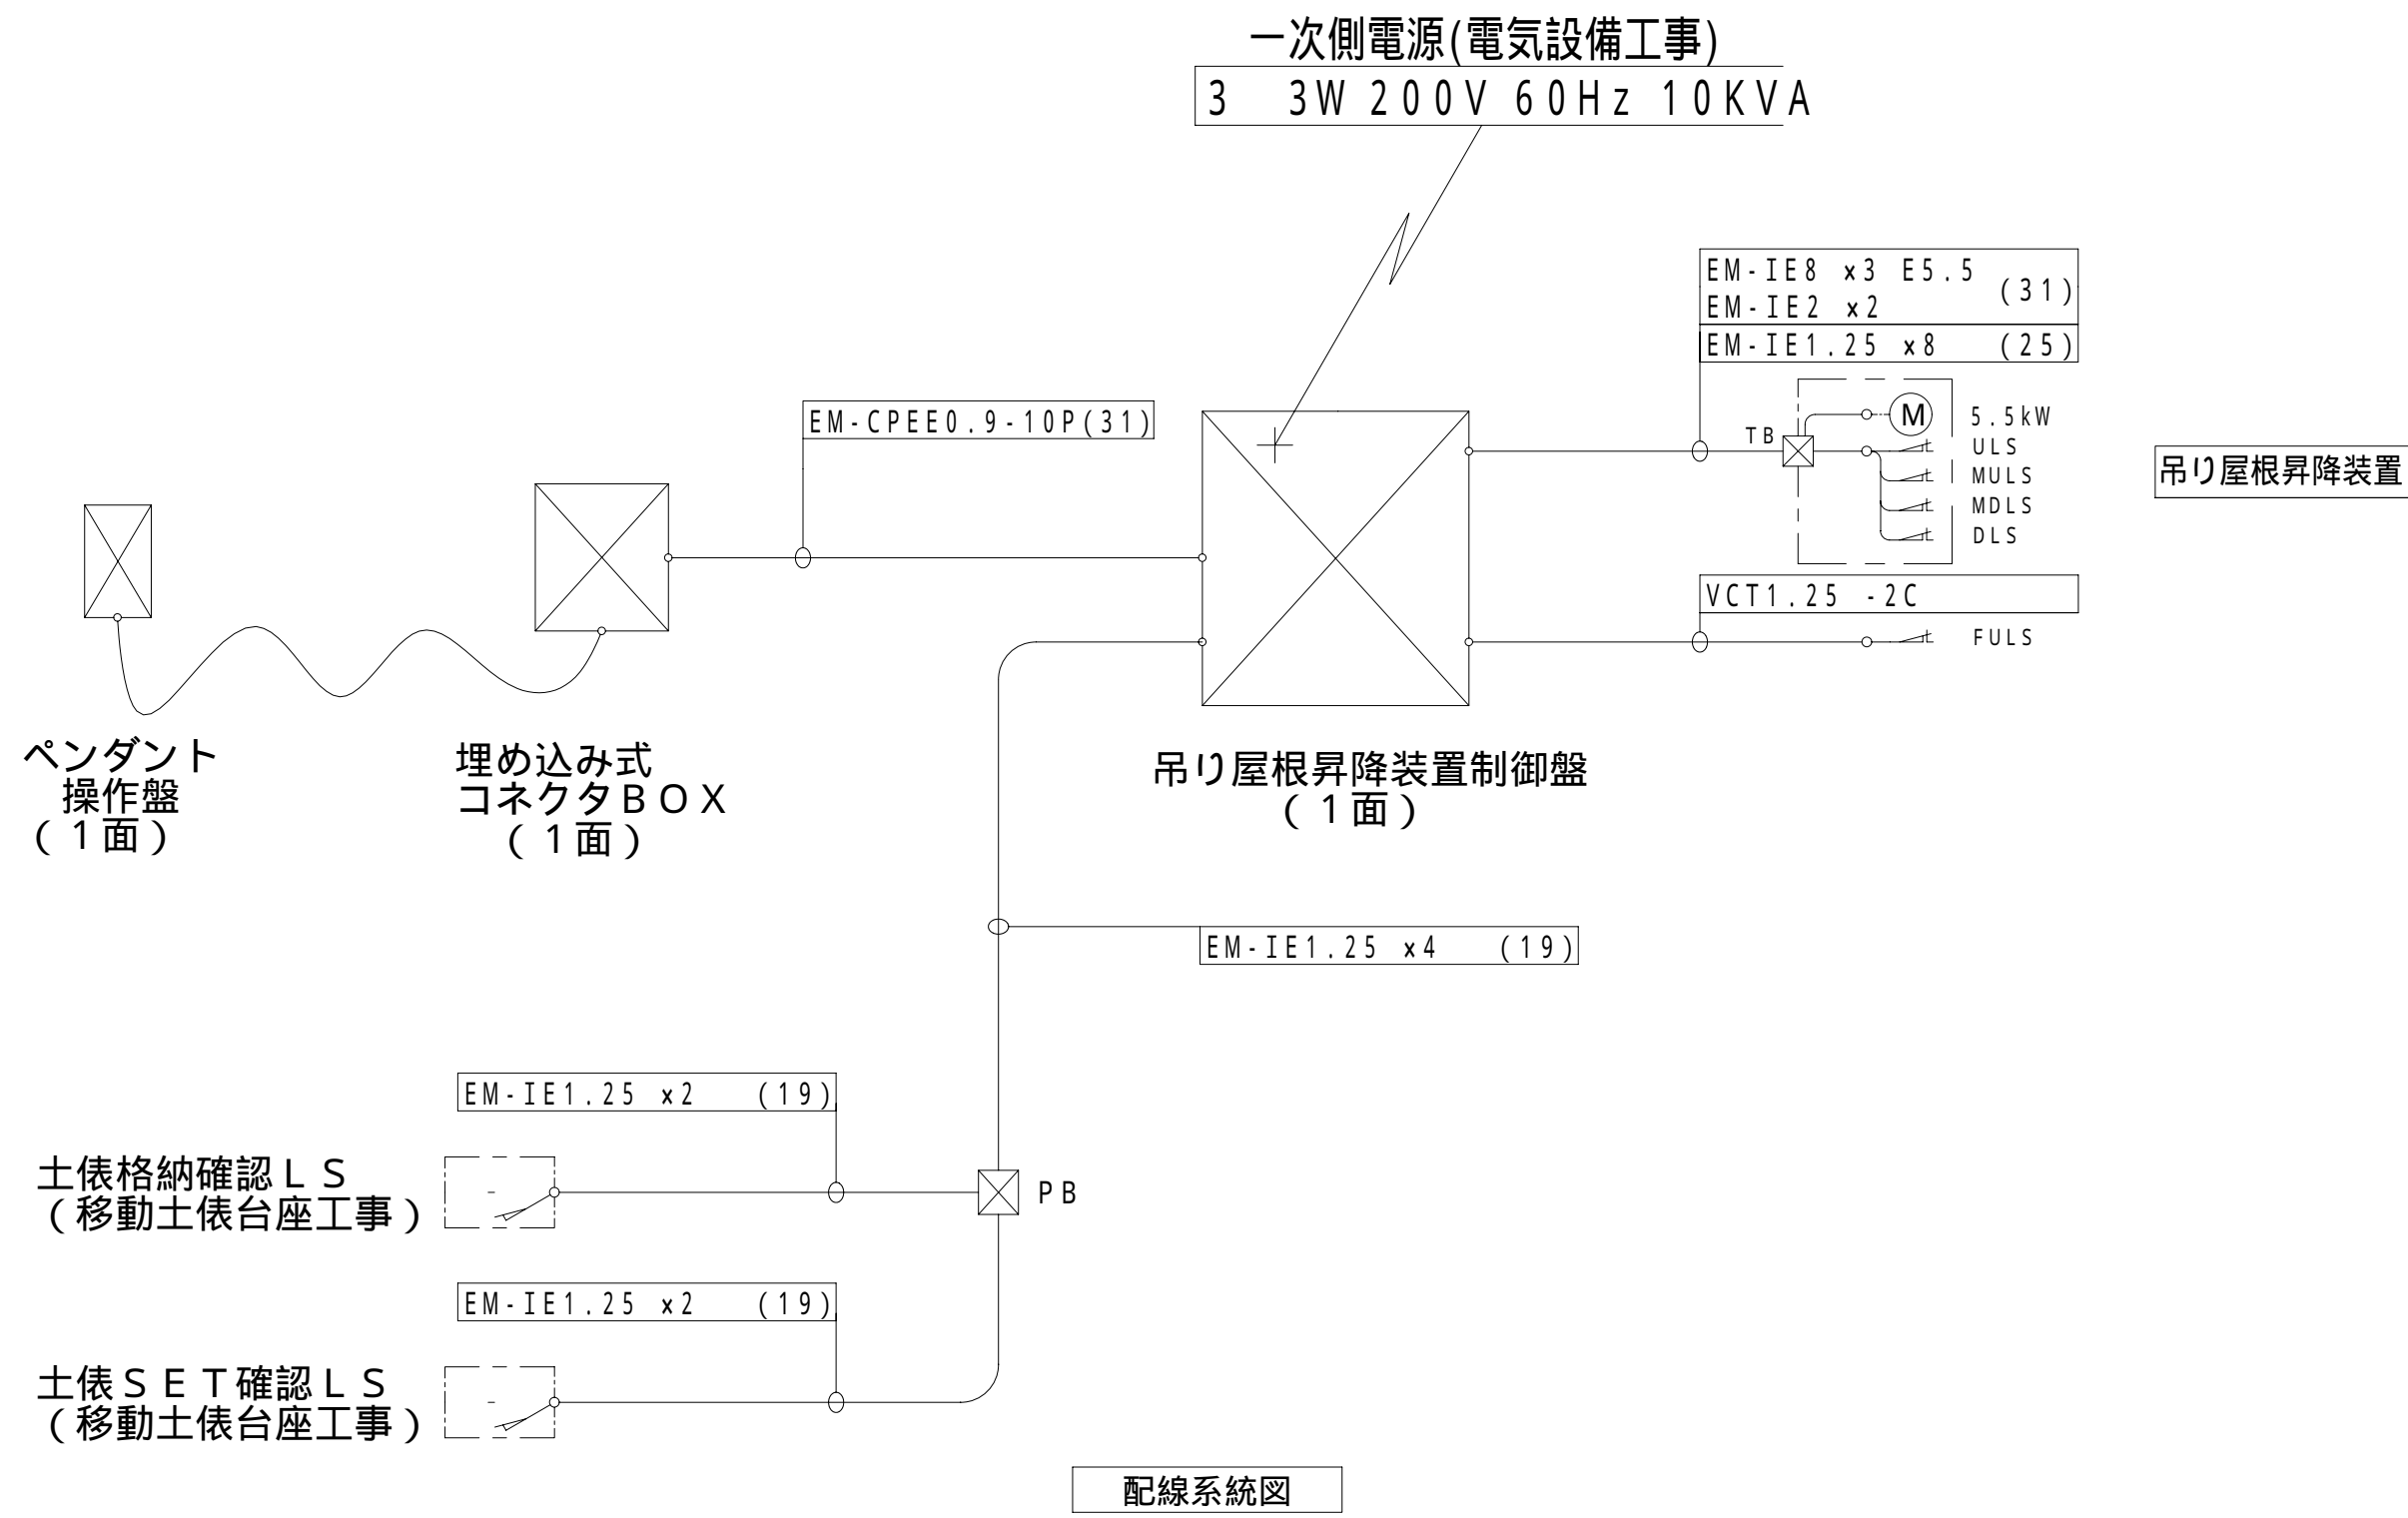 一次側電源(電気設備工事)
3 3W 200V 60Hz 10KVA
EM-IE8 ×3 E5.5
EM-IE2 ×2
(31)
EM-IE1.25 ×8 (25)
EM-CPEE0.9-10P(31)
M
5.5kW
TB
ULS
MULS
MDLS
DLS
吊り屋根昇降装置
VCT1.25 -2C
FULS
ペンダント
操作盤
(1面)
埋め込み式
コネクタBOX
(1面)
吊り屋根昇降装置制御盤
(1面)
EM-IE1.25 ×4 (19)
EM-IE1.25 ×2 (19)
土俵格納確認LS
(移動土俵台座工事)
PB
EM-IE1.25 ×2 (19)
土俵SET確認LS
(移動土俵台座工事)
配線系統図